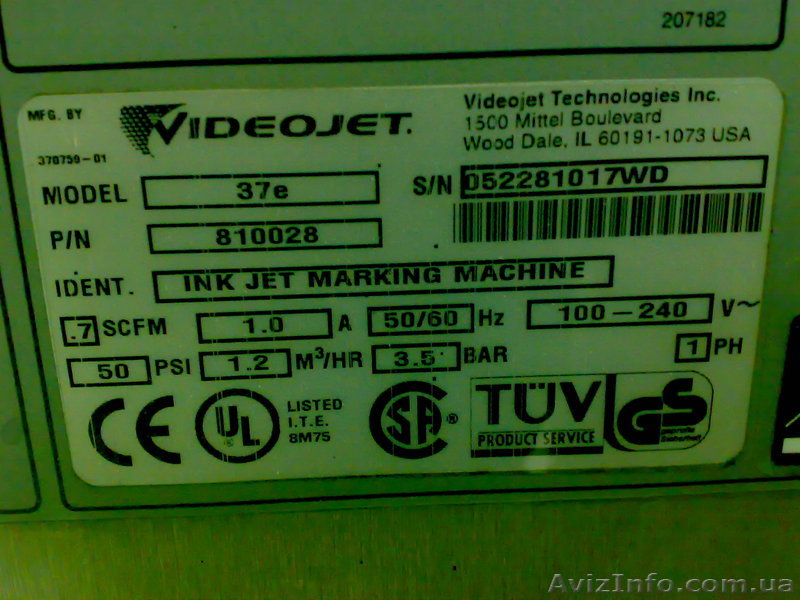 207182
MFG. BY
VIDEOJET.
Videojet Technologies Inc.
1500 Mittel Boulevard
Wood Dale, IL 60191-1073 USA
370750-01
MODEL 37e S/N 052281017WD
P/N 810028
IDENT. INK JET MARKING MACHINE
.7 SCFM 1.0 A 50/60 Hz 100-240 V~
50 PSI 1.2 M³/HR 3.5 BAR 1 PH
CE UL ® LISTED
I.T.E.
8M75
SA ®
TÜV
PRODUCT SERVICE
GS
geprüfte
Sicherheit
AvizInfo.com.ua